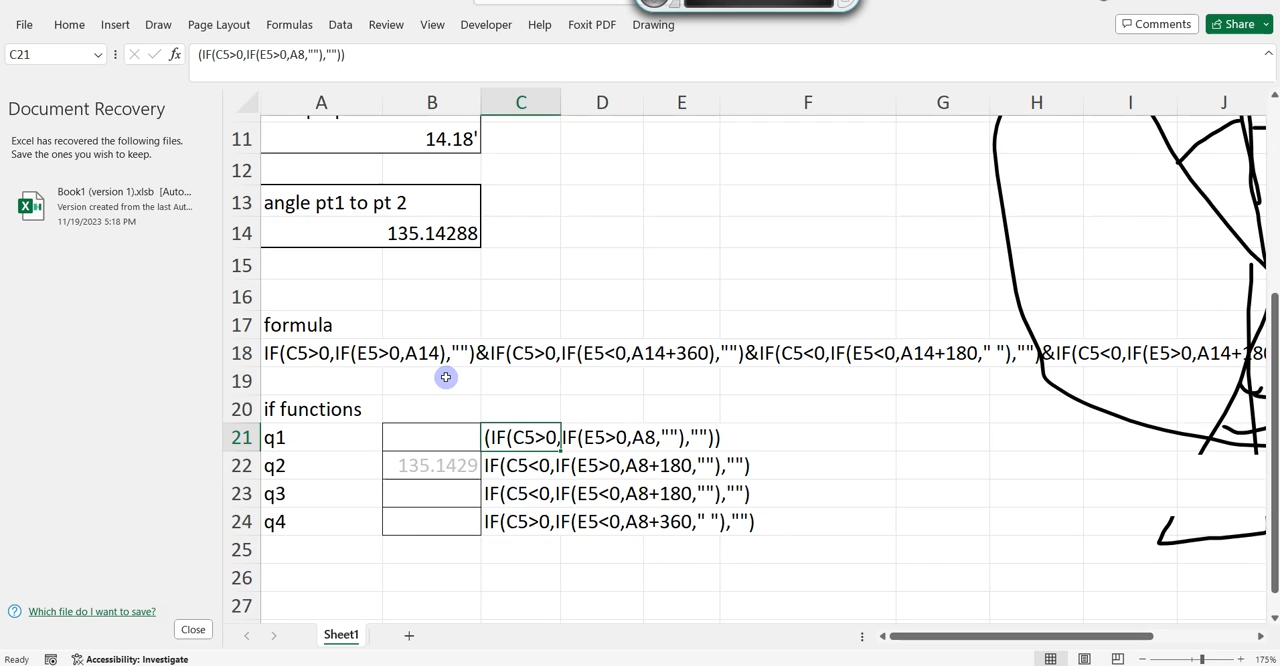 File Home Insert Draw Page Layout Formulas Data Review View Developer Help Foxit PDF Drawing Comments Share
C21 fx (IF(C5>0,IF(E5>0,A8,""),""))
Document Recovery
Excel has recovered the following files.
Save the ones you wish to keep.
Book1 (version 1).xlsb [Auto...
Version created from the last Aut...
11/19/2023 5:18 PM
Which file do I want to save?
Close
A B C D E F G H I J
11 14.18'
12
13 angle pt1 to pt 2
14 135.14288
15
16
17 formula
18 IF(C5>0,IF(E5>0,A14),"")&IF(C5>0,IF(E5<0,A14+360),"")&IF(C5<0,IF(E5<0,A14+180," "),"")&IF(C5<0,IF(E5>0,A14+180
19
20 if functions
21 q1 (IF(C5>0,IF(E5>0,A8,""),""))
22 q2 135.1429 IF(C5<0,IF(E5>0,A8+180,""),"")
23 q3 IF(C5<0,IF(E5<0,A8+180,""),"")
24 q4 IF(C5>0,IF(E5<0,A8+360," "),"")
25
26
27
Sheet1
Ready Accessibility: Investigate 175%